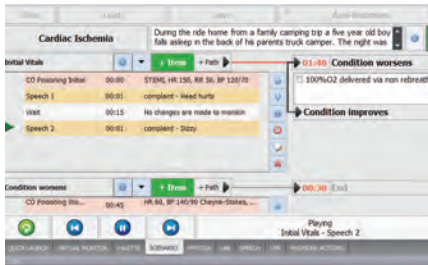 Cardiac Ischemia
During the ride home from a family camping trip a five year old boy
falls asleep in the back of his parents truck camper. The night was
Initial Vitals
+ Item
+ Path
01:40 Condition worsens
CO Poisoning Initial 00:00 STEMI, HR 150, RR 30, BP 120/70
100%O2 delivered via non rebreath
Speech 1 00:01 complaint - Head hurts
Wait 00:15 No changes are made to manikin
Condition improves
Speech 2 00:01 complaint - Dizzy
Condition worsens
+ Item
+ Path
00:30 End
CO Poisoning Wo... 00:45 HR 60, BP 140/90 Cheyne-Stokes, ...
Playing
Initial Vitals - Speech 2
QUICK LAUNCH VIRTUAL MONITOR PALETTE SCENARIO LAB SPEECH CPR